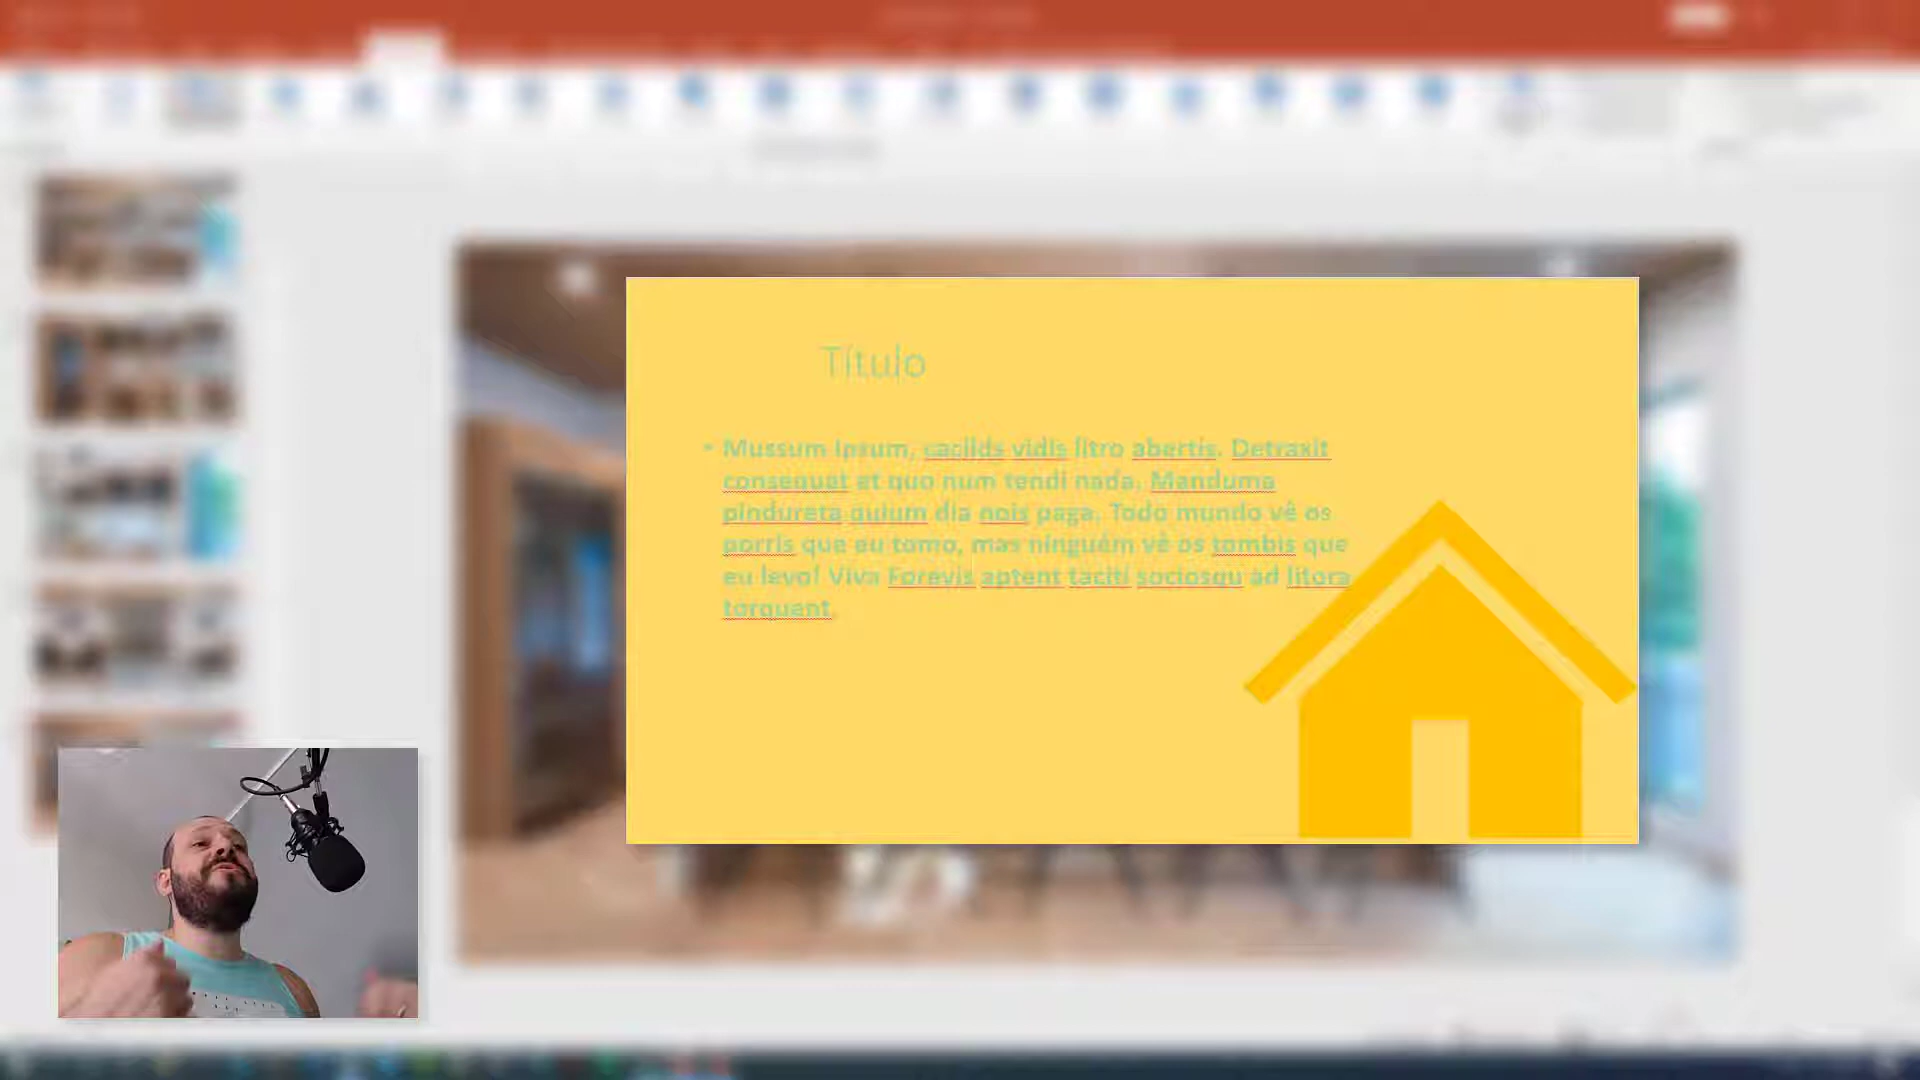 Título
• Mussum Ipsum, cacilds vidis litro abertis. Detraxit
consequat et quo num tendi nada. Manduma
pindureta quium dia nois paga. Todo mundo vê os
porris que eu tomo, mas ninguém vê os tombis que
eu levo! Viva Forevis aptent taciti sociosqu ad litora
torquent.